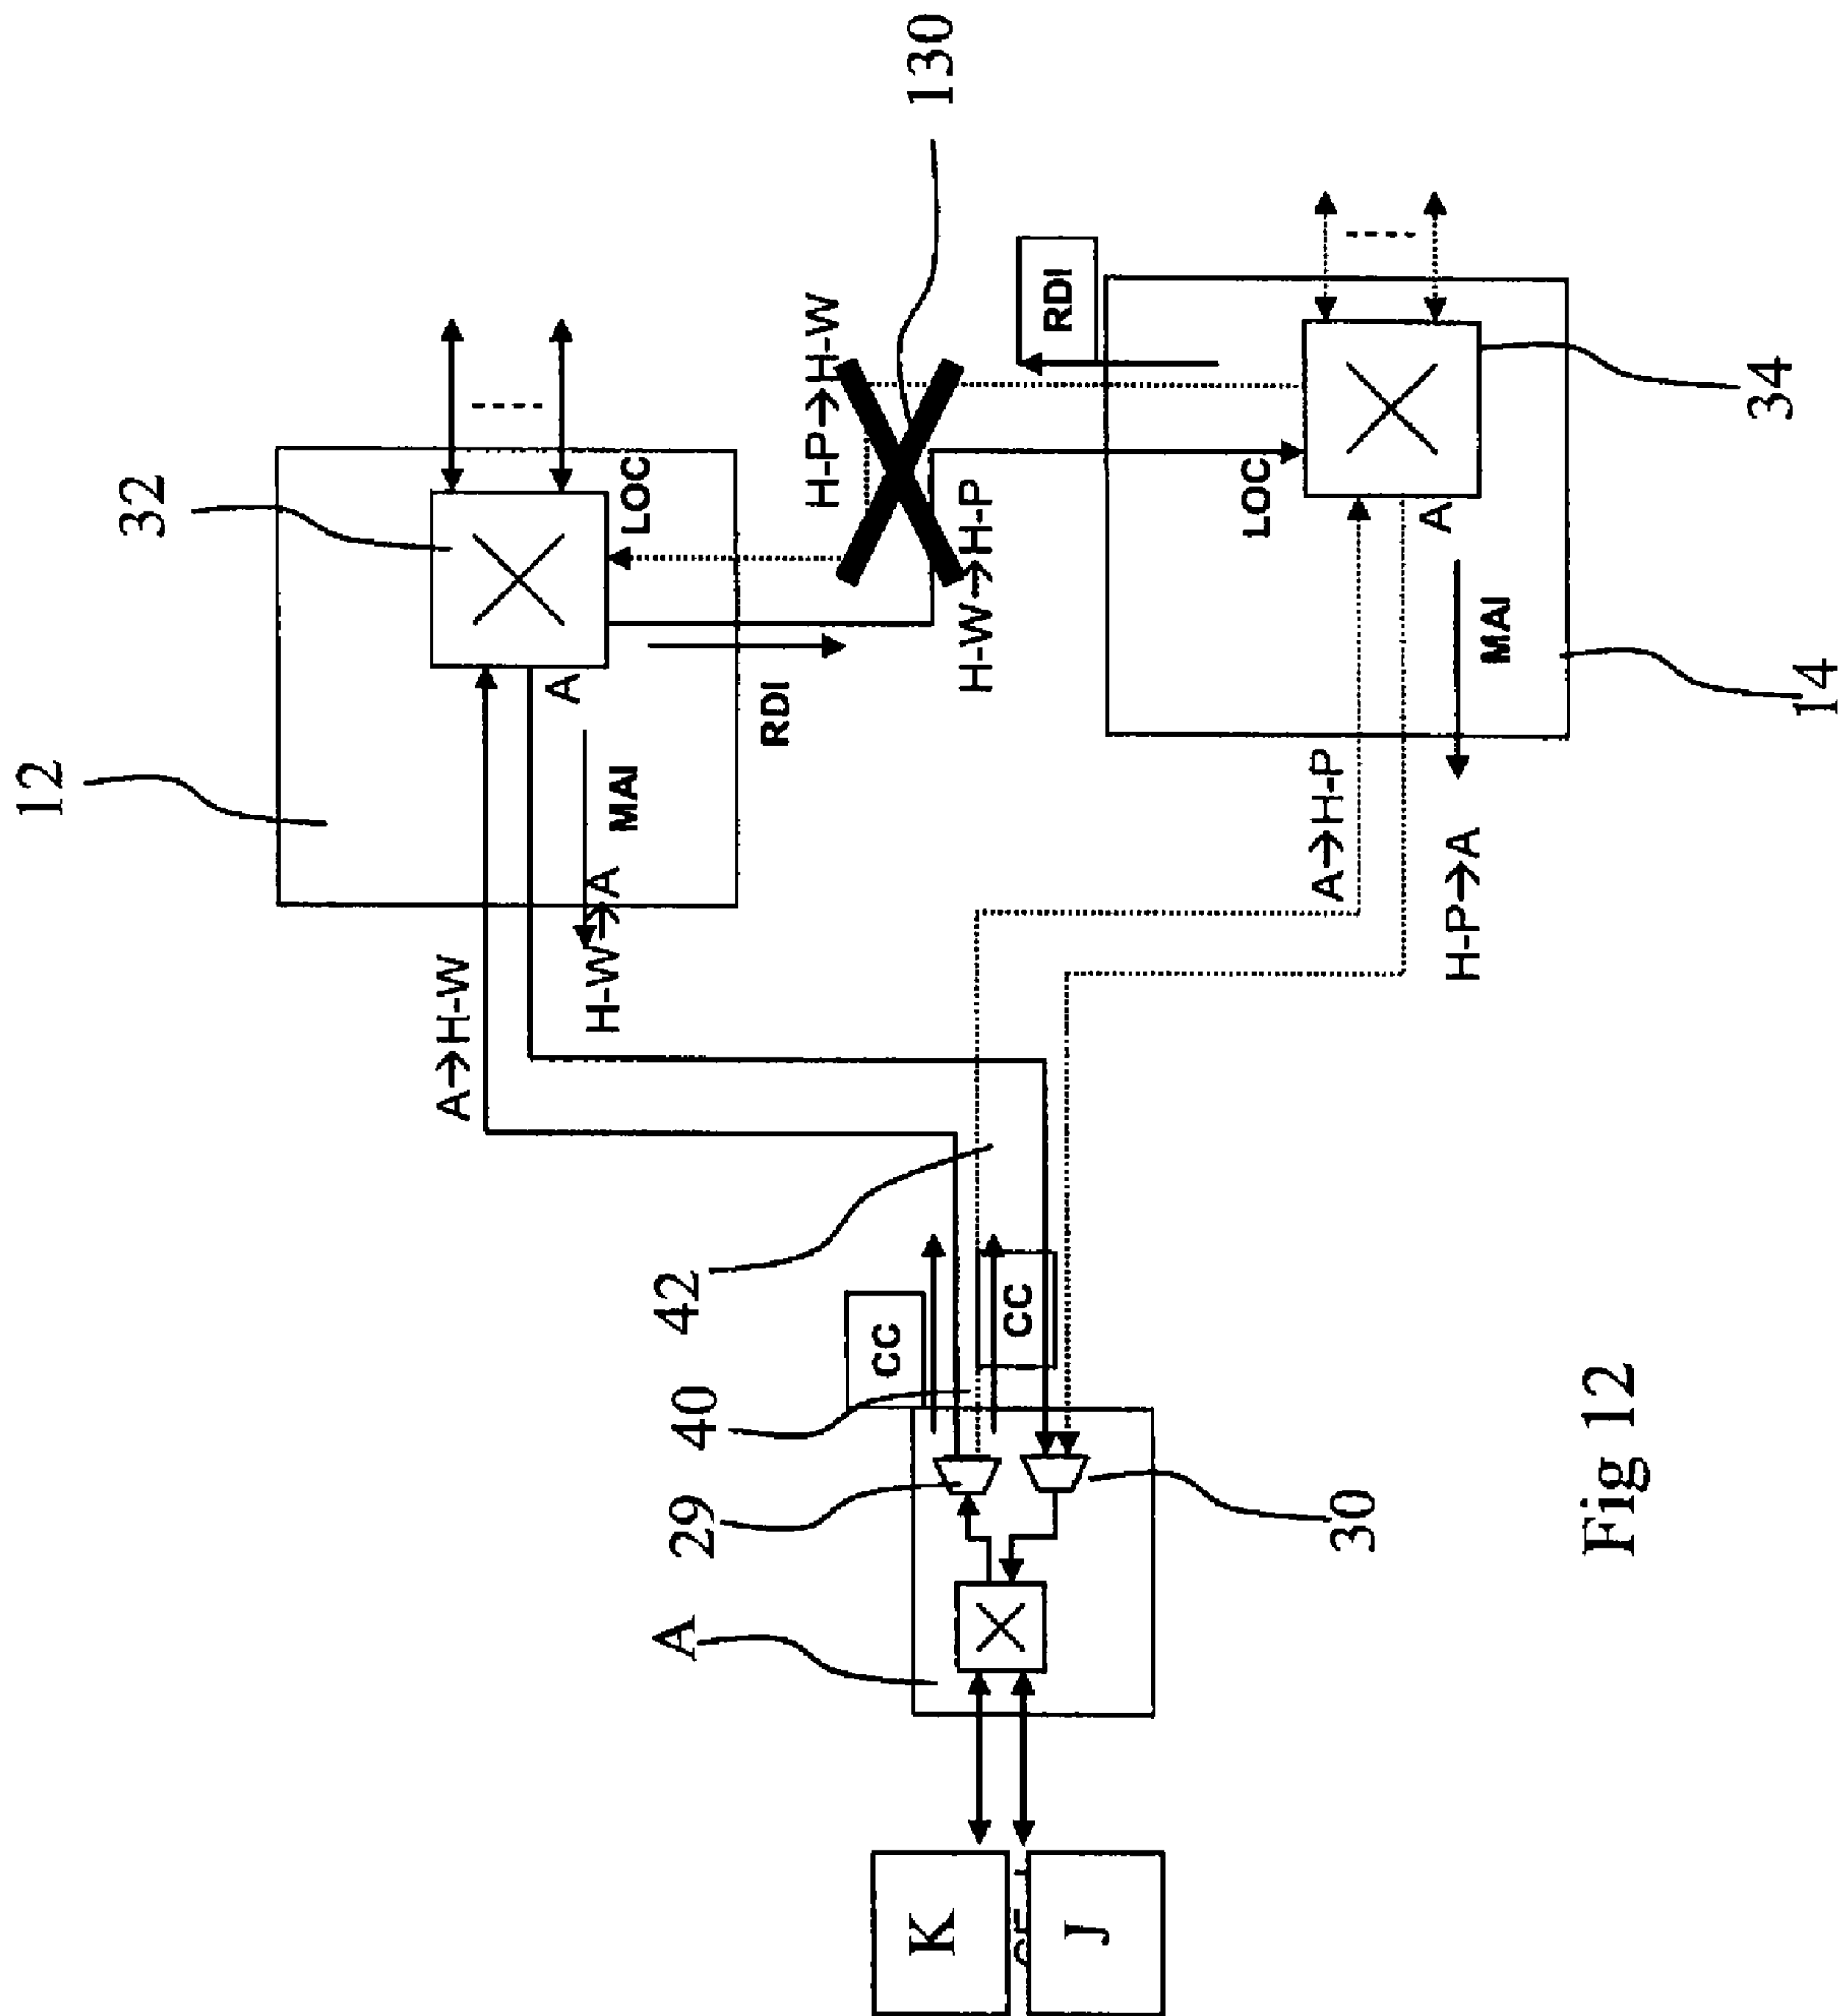 12
32
A→H-W
H-W→A
MAI
A
LOC
RDI
H-P→H-W
H-W→H-P
130
RDI
LOC
A
MAI
A→H-P
H-P→A
34
14
42
40
CC
CC
29
30
A
K
J
Fig 12